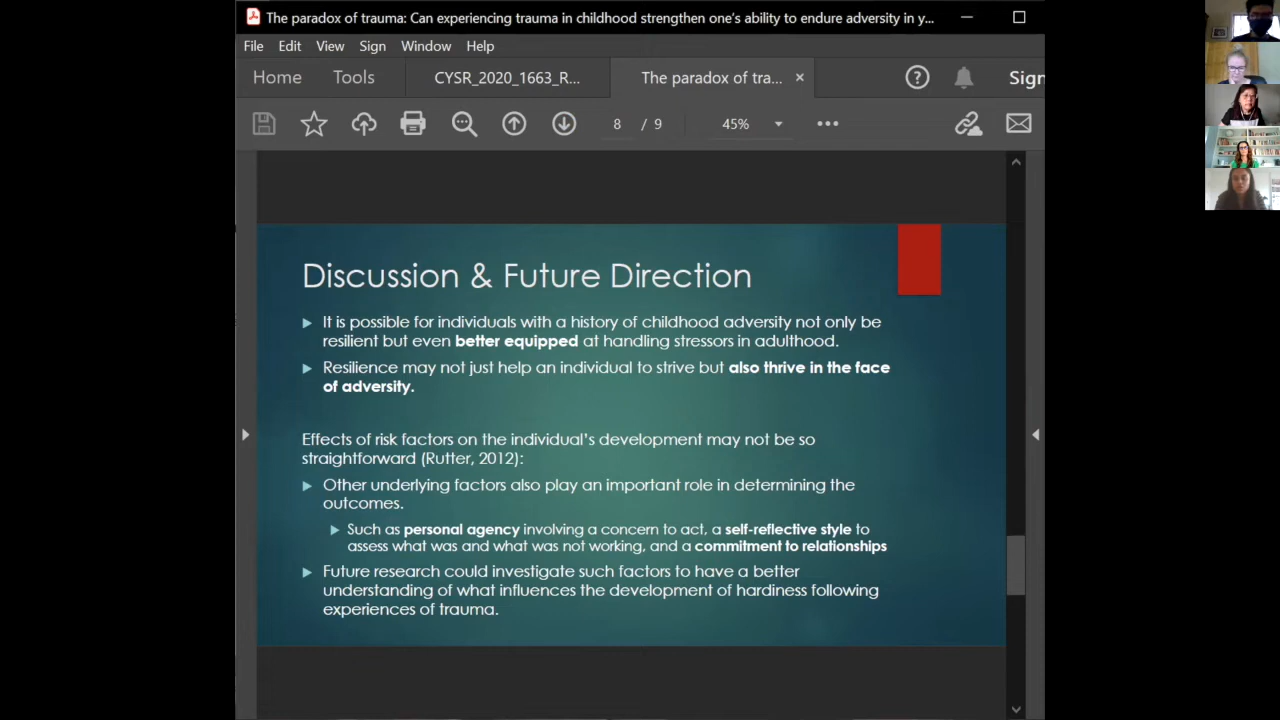 The paradox of trauma: Can experiencing trauma in childhood strengthen one's ability to endure adversity in y...
File Edit View Sign Window Help
Home Tools CYSR_2020_1663_R... The paradox of tra... × Sign
8 / 9 45%
Discussion & Future Direction
It is possible for individuals with a history of childhood adversity not only be
resilient but even better equipped at handling stressors in adulthood.
Resilience may not just help an individual to strive but also thrive in the face
of adversity.
Effects of risk factors on the individual's development may not be so
straightforward (Rutter, 2012):
Other underlying factors also play an important role in determining the
outcomes.
Such as personal agency involving a concern to act, a self-reflective style to
assess what was and what was not working, and a commitment to relationships
Future research could investigate such factors to have a better
understanding of what influences the development of hardiness following
experiences of trauma.